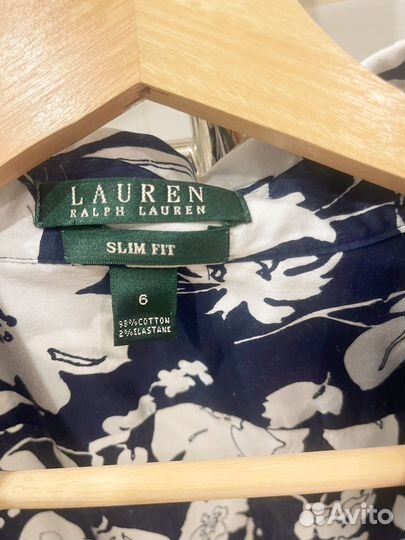 LAUREN
RALPH LAUREN
SLIM FIT
6
98% COTTON
2% ELASTANE
Avito